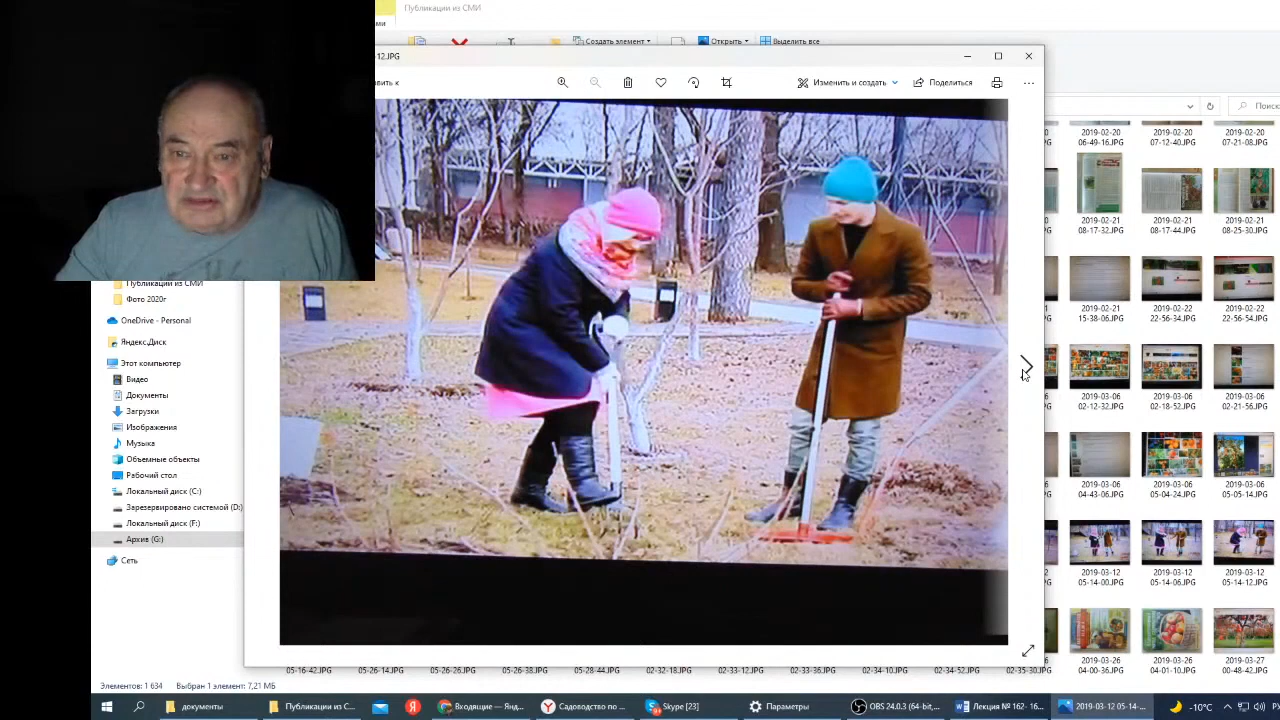 Публикации из СМИ
сми
Создать элемент
Открыть
Выделить все
-12.JPG
вить к
Изменить и создать
Поделиться
Поиск
Публикации из СМИ
Фото 2020г
OneDrive - Personal
Яндекс.Диск
Этот компьютер
Видео
Документы
Загрузки
Изображения
Музыка
Объемные объекты
Рабочий стол
Локальный диск (C:)
Зарезервировано системой (D:)
Локальный диск (F:)
Архив (G:)
Сеть
2019-02-20 2019-02-20 2019-02-20
06-49-16.JPG 07-12-40.JPG 07-21-08.JPG
2019-02-21 2019-02-21 2019-02-21
08-17-32.JPG 08-17-44.JPG 08-25-30.JPG
2019-02-21 2019-02-22 2019-02-22
15-38-06.JPG 22-56-34.JPG 22-56-54.JPG
2019-03-06 2019-03-06 2019-03-06
02-12-32.JPG 02-18-52.JPG 02-21-56.JPG
2019-03-06 2019-03-06 2019-03-06
04-43-06.JPG 05-01-14.JPG 05-04-24.JPG
2019-03-12 2019-03-12 2019-03-12
05-14-00.JPG 05-14-06.JPG 05-14-12.JPG
2019-03-26 2019-03-26 2019-03-27
04-00-36.JPG 04-01-10.JPG 00-48-42.JPG
05-16-42.JPG 05-26-14.JPG 05-26-26.JPG 05-26-38.JPG 05-28-44.JPG 02-32-18.JPG 02-33-12.JPG 02-33-36.JPG 02-34-10.JPG 02-34-52.JPG 02-35-30.JPG
Элементов: 1 634 Выбран 1 элемент: 7,21 МБ
документы
Публикации из С...
Входящие — Янд...
Садоводство по ...
Skype [23]
Параметры
OBS 24.0.3 (64-bit,...
Лекция № 162- 16...
2019-03-12 05-14-...
-10°C